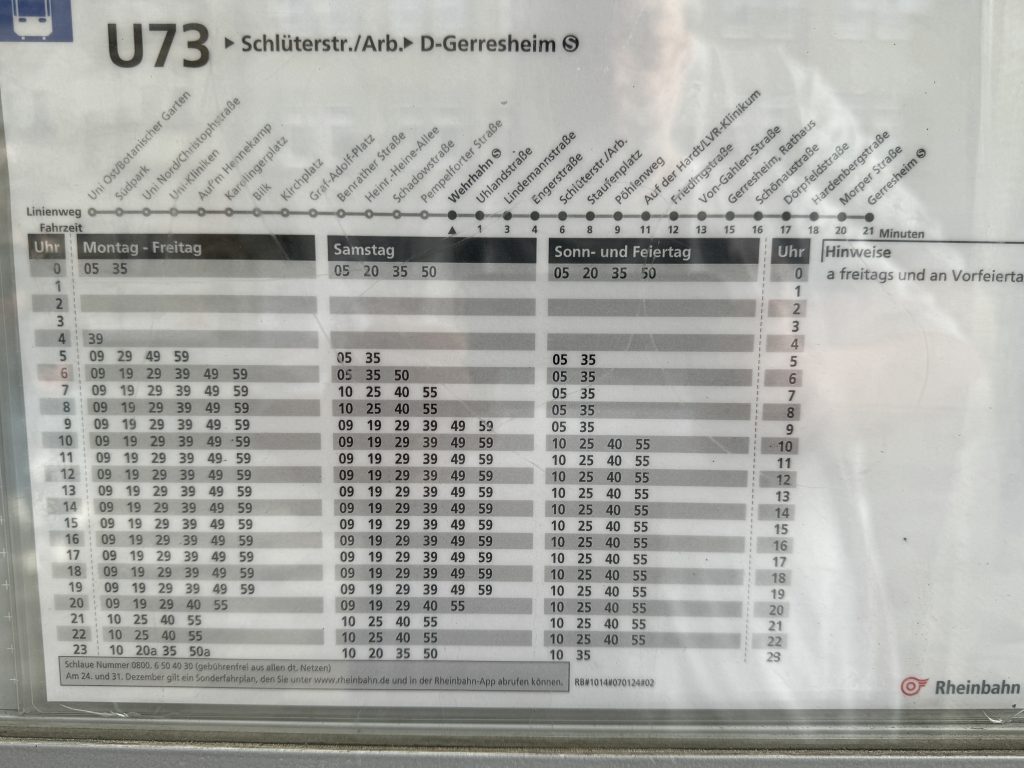 U73 ▸ Schlüterstr./Arb. ▸ D-Gerresheim Ⓢ
Uni Ost/Botanischer Garten
Südpark
Uni Nord/Christophstraße
Uni-Kliniken
Auf'm Hennekamp
Karolingerplatz
Bilk
Kirchplatz
Graf-Adolf-Platz
Benrather Straße
Heinr.-Heine-Allee
Schadowstraße
Pempelforter Straße
Wehrhahn Ⓢ
Uhlandstraße
Lindemannstraße
Engerstraße
Schlüterstr./Arb.
Staufenplatz
Pöhlenweg
Auf der Hardt/LVR-Klinikum
Friedingstraße
Von-Gahlen-Straße
Gerresheim, Rathaus
Schönaustraße
Dörpfeldstraße
Hardenbergstraße
Morper Straße
Gerresheim Ⓢ
Linienweg
Fahrzeit ▲ 1 3 4 6 8 9 11 12 13 15 16 17 18 20 21 Minuten
Uhr Montag - Freitag Samstag Sonn- und Feiertag Uhr Hinweise
0 05 35 05 20 35 50 05 20 35 50 0 a freitags und an Vorfeierta
1 1
2 2
3 3
4 39 4
5 09 29 49 59 05 35 05 35 5
6 09 19 29 39 49 59 05 35 50 05 35 6
7 09 19 29 39 49 59 10 25 40 55 05 35 7
8 09 19 29 39 49 59 10 25 40 55 05 35 8
9 09 19 29 39 49 59 09 19 29 39 49 59 05 35 9
10 09 19 29 39 49 59 09 19 29 39 49 59 10 25 40 55 10
11 09 19 29 39 49 59 09 19 29 39 49 59 10 25 40 55 11
12 09 19 29 39 49 59 09 19 29 39 49 59 10 25 40 55 12
13 09 19 29 39 49 59 09 19 29 39 49 59 10 25 40 55 13
14 09 19 29 39 49 59 09 19 29 39 49 59 10 25 40 55 14
15 09 19 29 39 49 59 09 19 29 39 49 59 10 25 40 55 15
16 09 19 29 39 49 59 09 19 29 39 49 59 10 25 40 55 16
17 09 19 29 39 49 59 09 19 29 39 49 59 10 25 40 55 17
18 09 19 29 39 49 59 09 19 29 39 49 59 10 25 40 55 18
19 09 19 29 39 49 59 09 19 29 39 49 59 10 25 40 55 19
20 09 19 29 40 55 09 19 29 40 55 10 25 40 55 20
21 10 25 40 55 10 25 40 55 10 25 40 55 21
22 10 25 40 55 10 25 40 55 10 25 40 55 22
23 10 20a 35 50a 10 20 35 50 10 35 23
Schlaue Nummer 0800. 6 50 40 30 (gebührenfrei aus allen dt. Netzen)
Am 24. und 31. Dezember gilt ein Sonderfahrplan, den Sie unter www.rheinbahn.de und in der Rheinbahn-App abrufen können.
RB#1014#070124#02
Rheinbahn